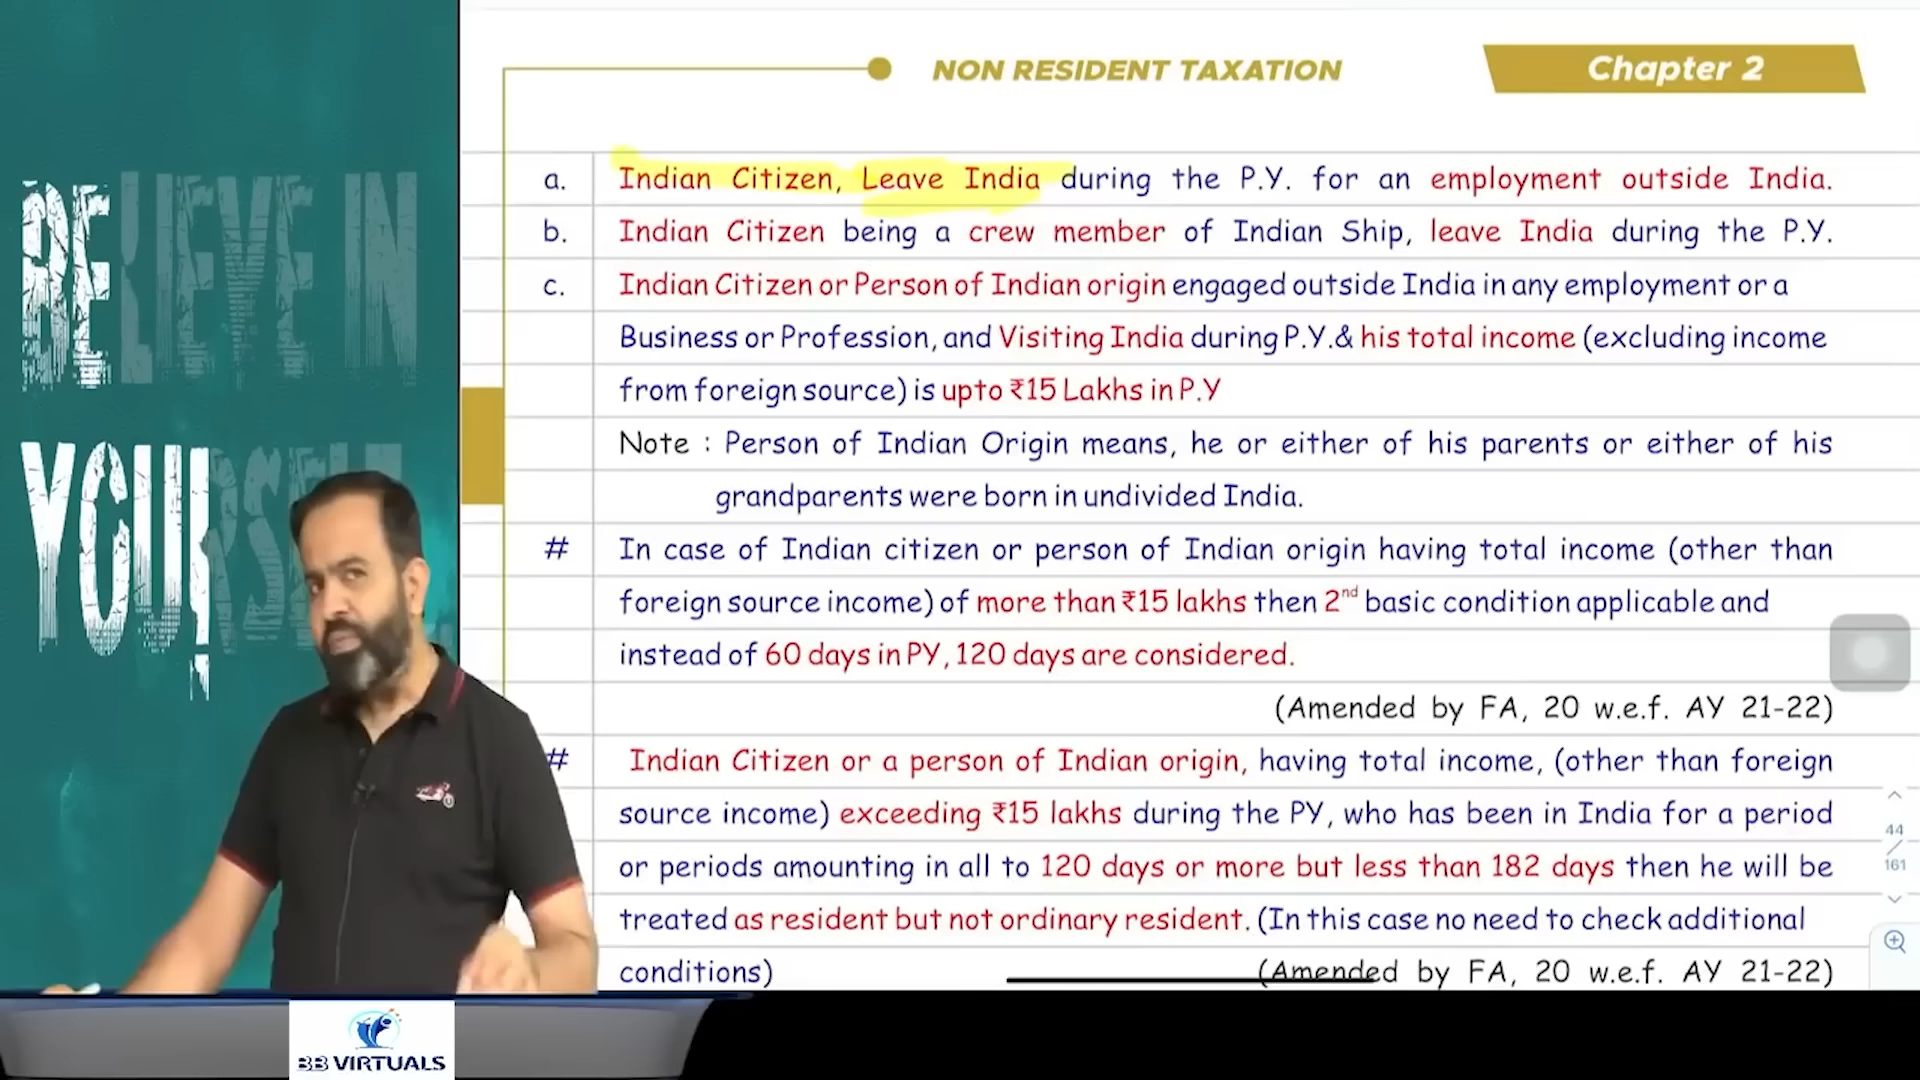 BELIEVE IN
YOURSELF
NON RESIDENT TAXATION
Chapter 2
a. Indian Citizen, Leave India during the P.Y. for an employment outside India.
b. Indian Citizen being a crew member of Indian Ship, leave India during the P.Y.
c. Indian Citizen or Person of Indian origin engaged outside India in any employment or a
Business or Profession, and Visiting India during P.Y.& his total income (excluding income
from foreign source) is upto ₹15 Lakhs in P.Y
Note : Person of Indian Origin means, he or either of his parents or either of his
grandparents were born in undivided India.
# In case of Indian citizen or person of Indian origin having total income (other than
foreign source income) of more than ₹15 lakhs then 2nd basic condition applicable and
instead of 60 days in PY, 120 days are considered.
(Amended by FA, 20 w.e.f. AY 21-22)
# Indian Citizen or a person of Indian origin, having total income, (other than foreign
source income) exceeding ₹15 lakhs during the PY, who has been in India for a period
or periods amounting in all to 120 days or more but less than 182 days then he will be
treated as resident but not ordinary resident. (In this case no need to check additional
conditions) (Amended by FA, 20 w.e.f. AY 21-22)
44
/
161
BB VIRTUALS